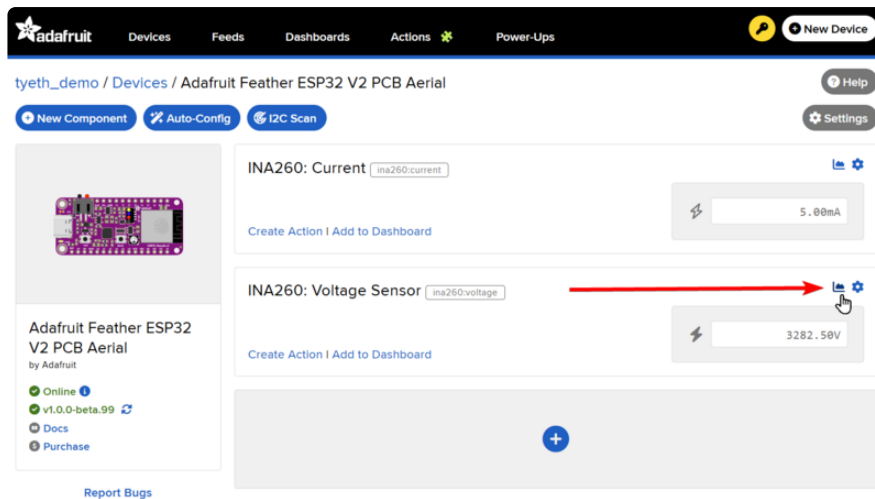 adafruit Devices Feeds Dashboards Actions Power-Ups New Device
tyeth_demo / Devices / Adafruit Feather ESP32 V2 PCB Aerial Help
New Component Auto-Config I2C Scan Settings
INA260: Current ina260:current
5.00mA
Create Action | Add to Dashboard
INA260: Voltage Sensor ina260:voltage
3282.50V
Create Action | Add to Dashboard
Adafruit Feather ESP32
V2 PCB Aerial
by Adafruit
Online
v1.0.0-beta.99
Docs
Purchase
Report Bugs